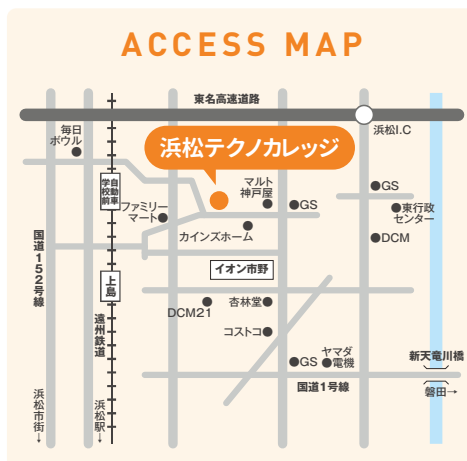 ACCESS MAP
東名高速道路
毎日
ボウル
浜松I.C
浜松テクノカレッジ
自動車
学校前
ファミリー
マート
マルト
神戸屋
GS
GS
東行政
センター
カインズホーム
DCM
国道152号線
イオン市野
上島
DCM21
杏林堂
遠州鉄道
コストコ
GS
ヤマダ
電機
新天竜川橋
国道1号線
磐田→
浜松市街→
浜松駅→